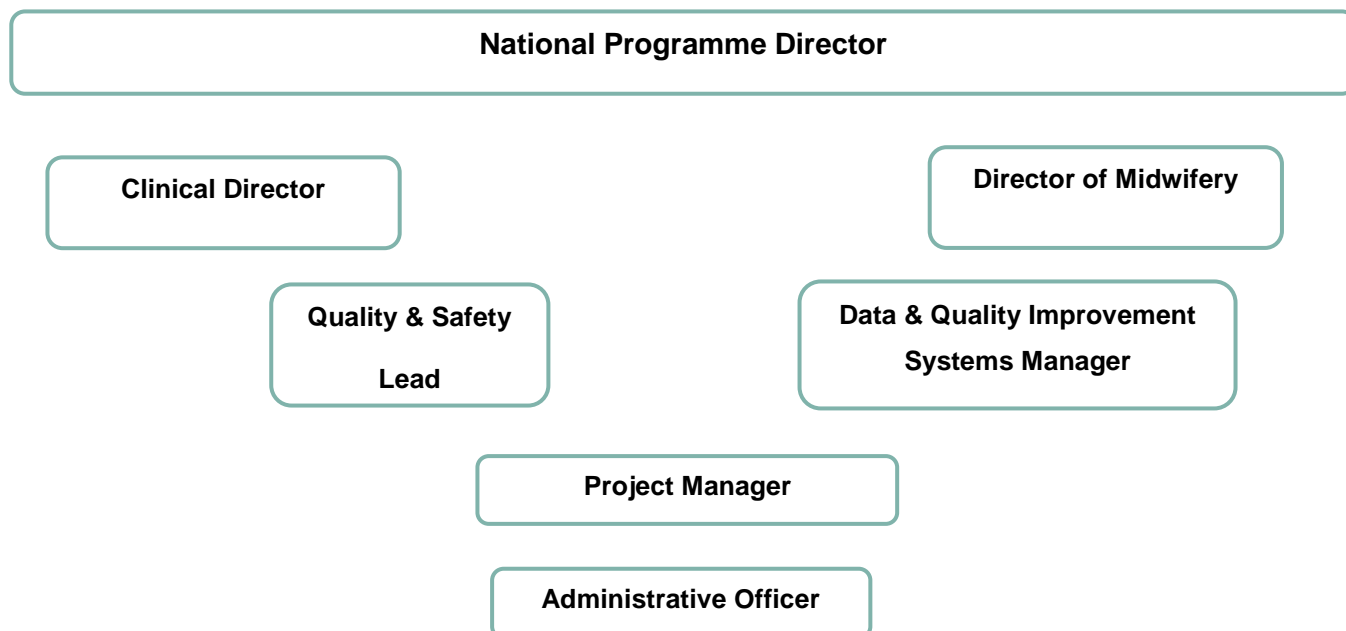 National Programme Director
Clinical Director
Director of Midwifery
Quality & Safety
Lead
Data & Quality Improvement
Systems Manager
Project Manager
Administrative Officer